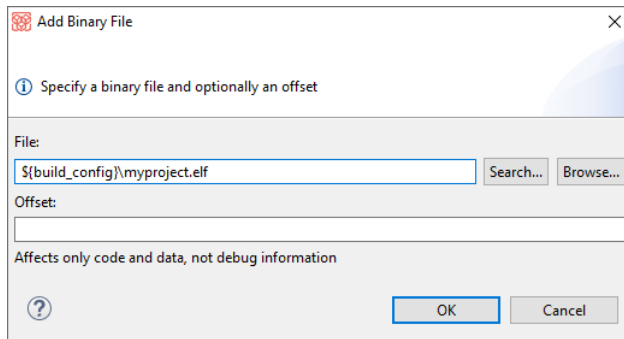 Add Binary File
Specify a binary file and optionally an offset
File:
${build_config}\myproject.elf
Search...
Browse...
Offset:
Affects only code and data, not debug information
OK
Cancel